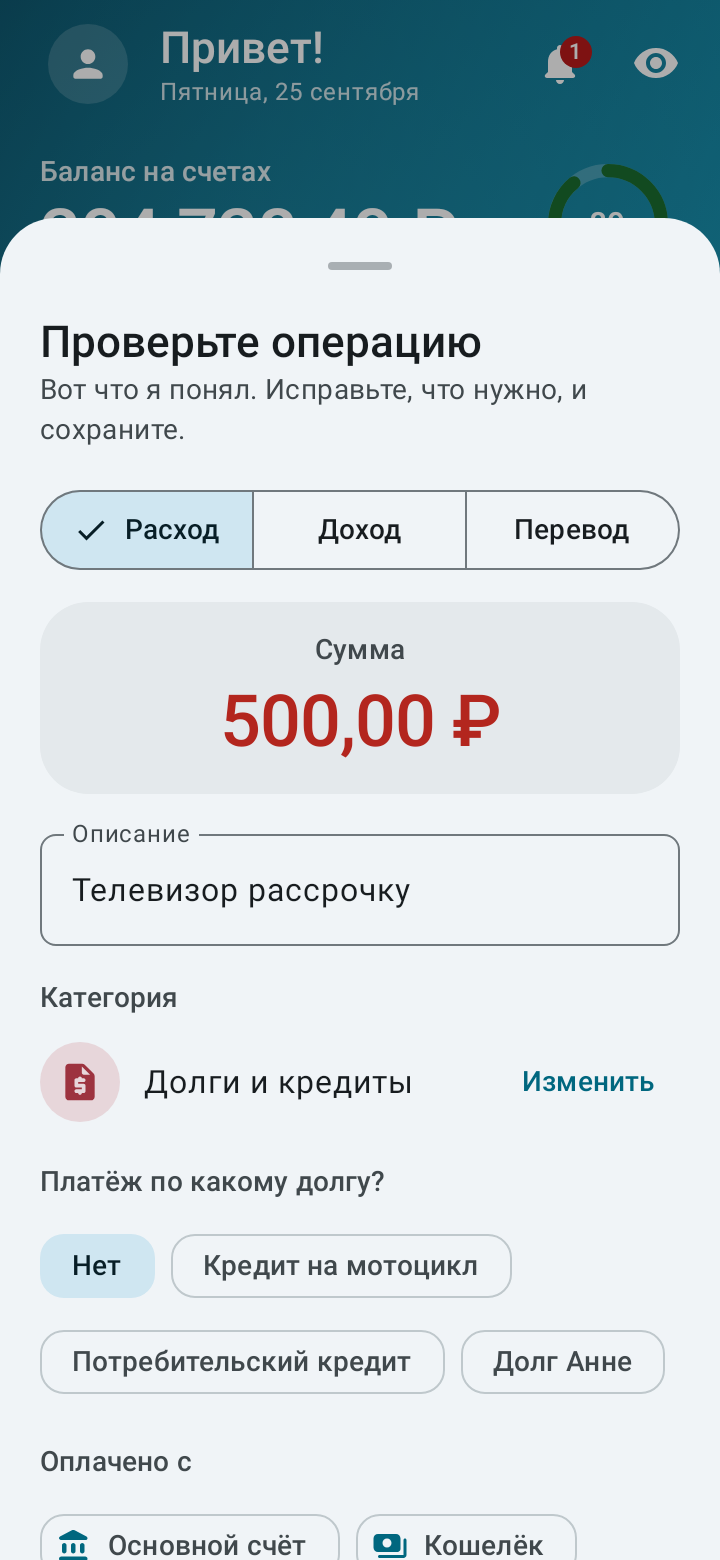 Привет!
1
Пятница, 25 сентября
Баланс на счетах
Проверьте операцию
Вот что я понял. Исправьте, что нужно, и
сохраните.
Расход
Доход
Перевод
Сумма
500,00 ₽
Описание
Телевизор рассрочку
Категория
Долги и кредиты
Изменить
Платёж по какому долгу?
Нет
Кредит на мотоцикл
Потребительский кредит
Долг Анне
Оплачено с
Основной счёт
Кошелёк